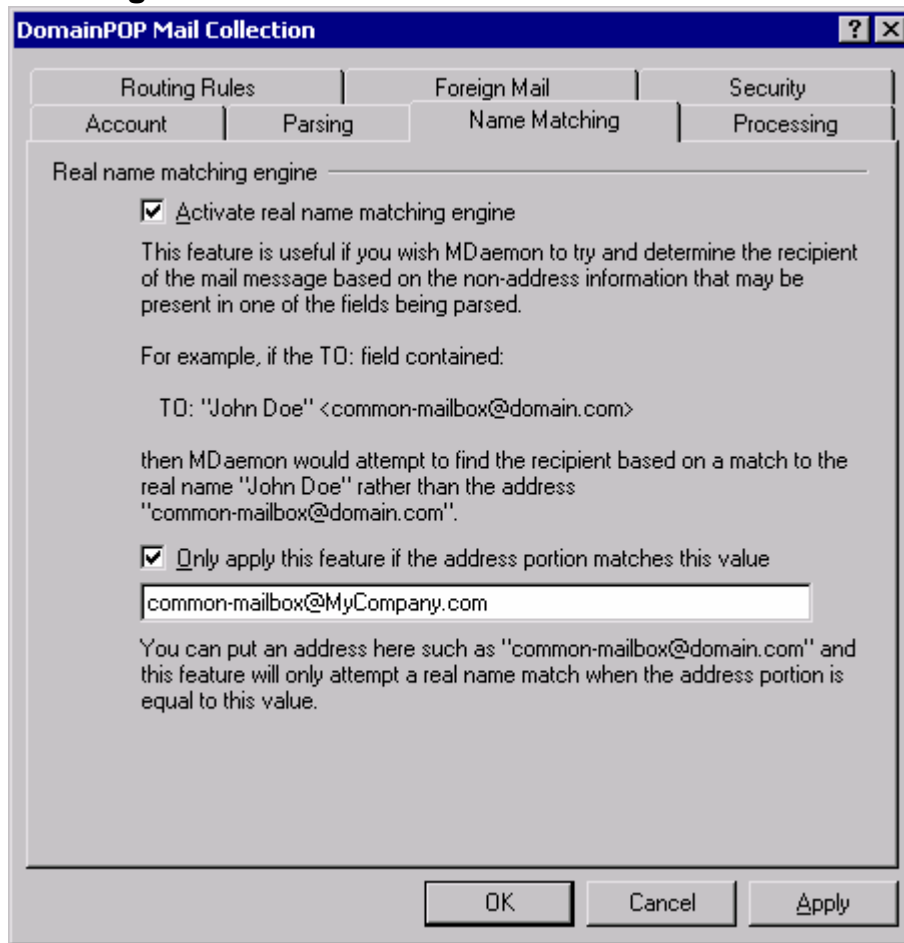 DomainPOP Mail Collection
Routing Rules Foreign Mail Security
Account Parsing Name Matching Processing
Real name matching engine
Activate real name matching engine
This feature is useful if you wish MDaemon to try and determine the recipient
of the mail message based on the non-address information that may be
present in one of the fields being parsed.
For example, if the TO: field contained:
TO: "John Doe" <common-mailbox@domain.com>
then MDaemon would attempt to find the recipient based on a match to the
real name "John Doe" rather than the address
"common-mailbox@domain.com".
Only apply this feature if the address portion matches this value
common-mailbox@MyCompany.com
You can put an address here such as "common-mailbox@domain.com" and
this feature will only attempt a real name match when the address portion is
equal to this value.
OK Cancel Apply